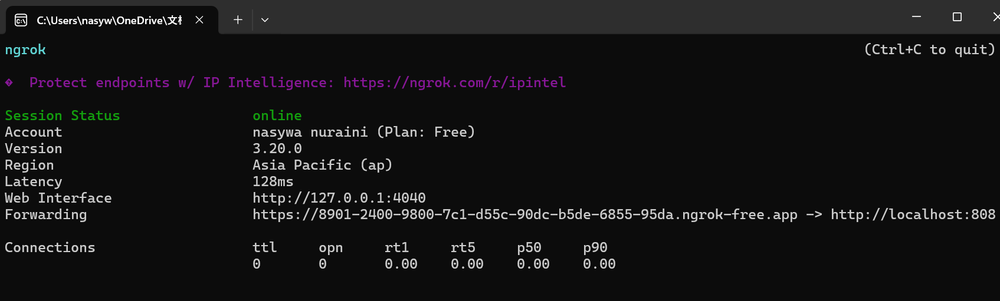 C:\Users\nasyw\OneDrive\文
ngrok (Ctrl+C to quit)
� Protect endpoints w/ IP Intelligence: https://ngrok.com/r/ipintel
Session Status online
Account nasywa nuraini (Plan: Free)
Version 3.20.0
Region Asia Pacific (ap)
Latency 128ms
Web Interface http://127.0.0.1:4040
Forwarding https://8901-2400-9800-7c1-d55c-90dc-b5de-6855-95da.ngrok-free.app -> http://localhost:808
Connections ttl opn rt1 rt5 p50 p90
0 0 0.00 0.00 0.00 0.00